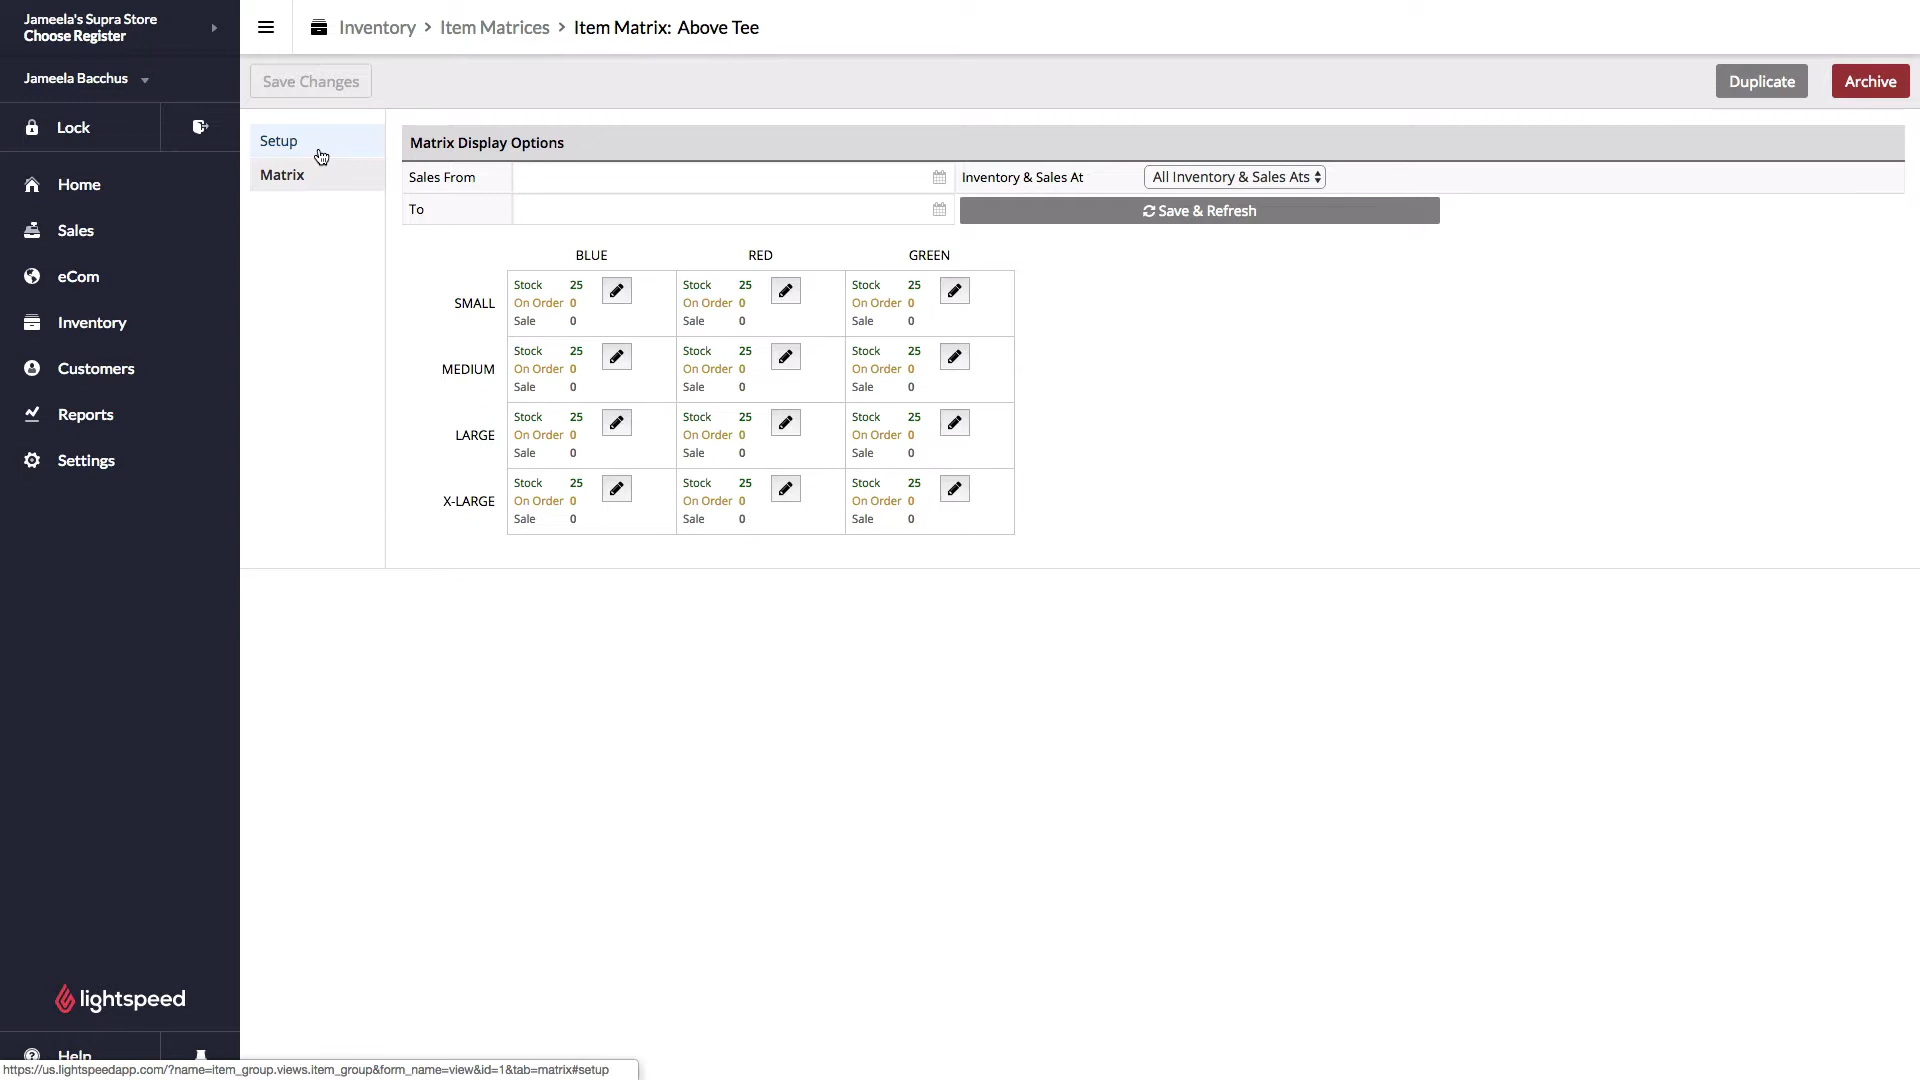 Jameela's Supra Store
Choose Register
Inventory > Item Matrices > Item Matrix: Above Tee
Jameela Bacchus
Save Changes
Duplicate
Archive
Lock
Setup
Matrix
Home
Sales
eCom
Inventory
Customers
Reports
Settings
Matrix Display Options
Sales From
Inventory & Sales At
All Inventory & Sales Ats
To
Save & Refresh
BLUE RED GREEN
SMALL
Stock 25 Stock 25 Stock 25
On Order 0 On Order 0 On Order 0
Sale 0 Sale 0 Sale 0
MEDIUM
Stock 25 Stock 25 Stock 25
On Order 0 On Order 0 On Order 0
Sale 0 Sale 0 Sale 0
LARGE
Stock 25 Stock 25 Stock 25
On Order 0 On Order 0 On Order 0
Sale 0 Sale 0 Sale 0
X-LARGE
Stock 25 Stock 25 Stock 25
On Order 0 On Order 0 On Order 0
Sale 0 Sale 0 Sale 0
lightspeed
Help
https://us.lightspeedapp.com/?name=item_group.views.item_group&form_name=view&id=1&tab=matrix#setup